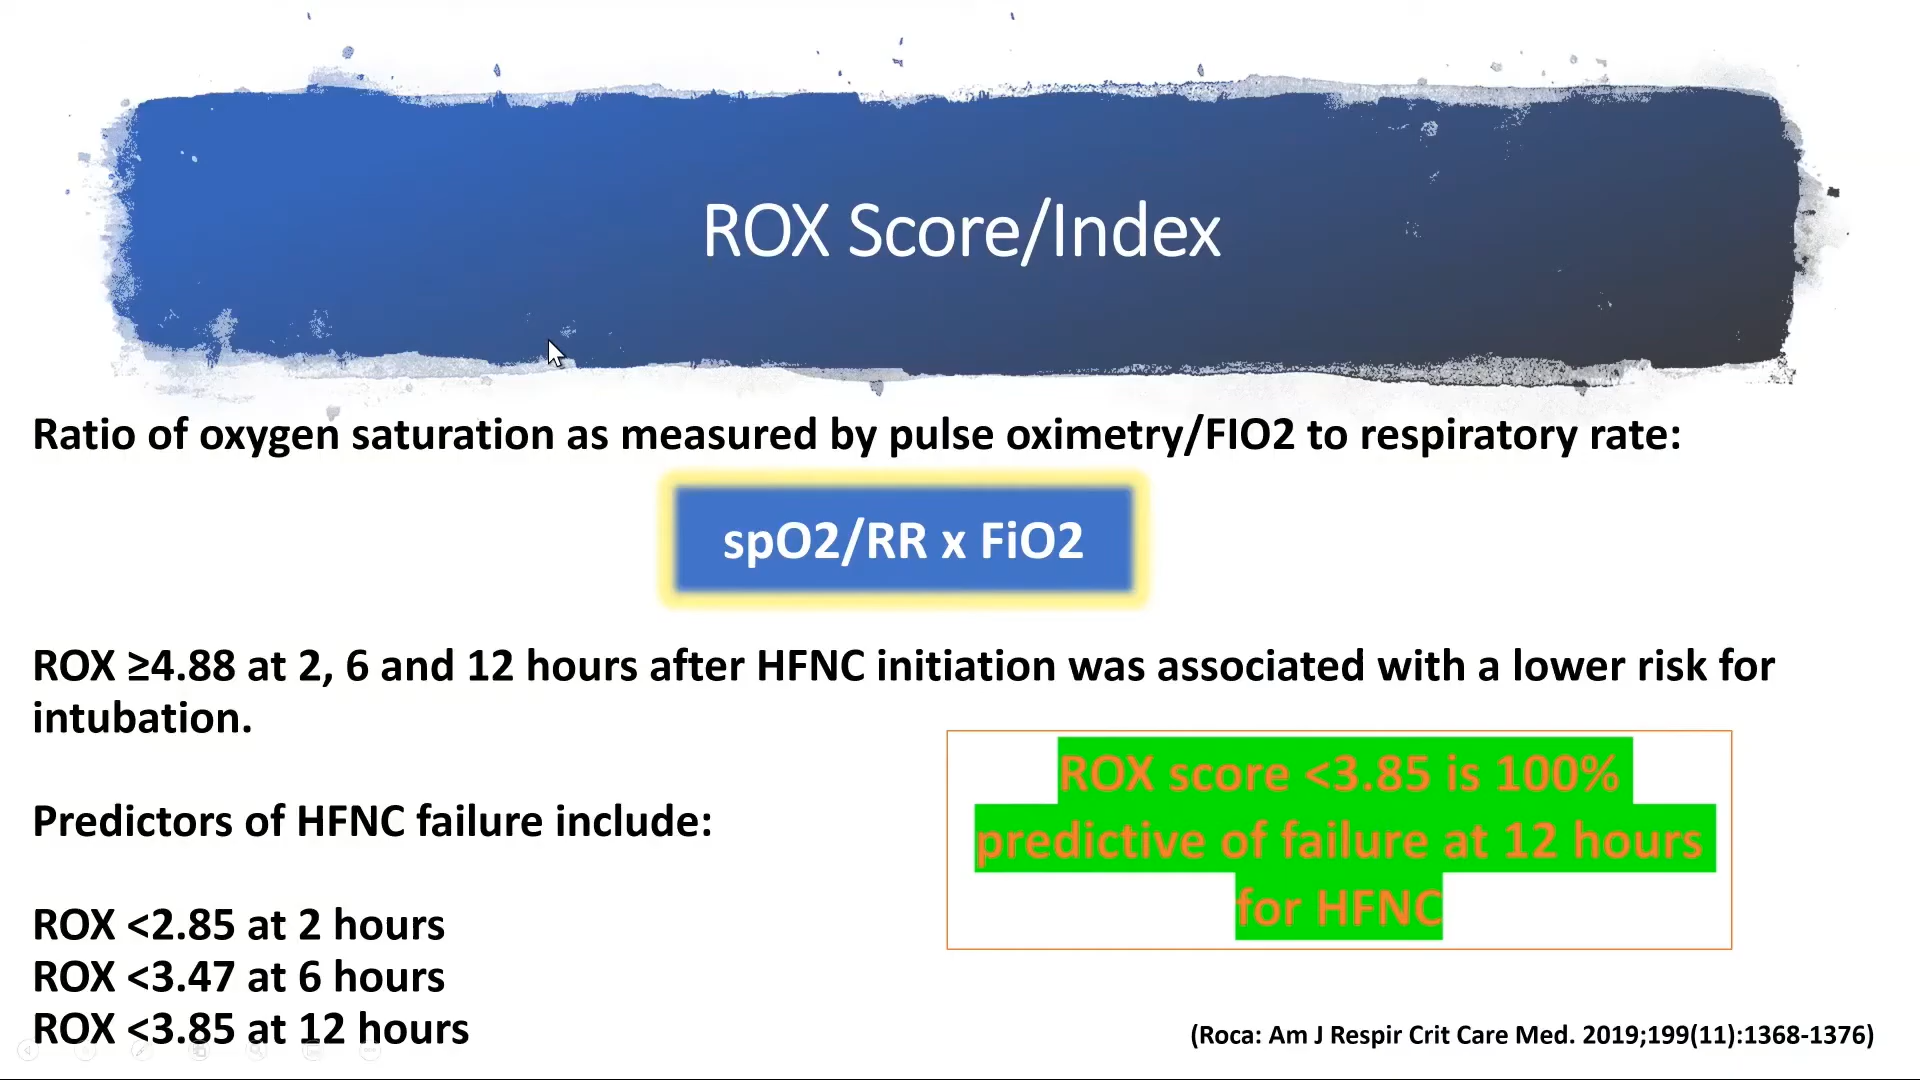 ROX Score/Index
Ratio of oxygen saturation as measured by pulse oximetry/FIO2 to respiratory rate:
spO2/RR x FiO2
ROX ≥4.88 at 2, 6 and 12 hours after HFNC initiation was associated with a lower risk for
intubation.
Predictors of HFNC failure include:
ROX <2.85 at 2 hours
ROX <3.47 at 6 hours
ROX <3.85 at 12 hours
ROX score <3.85 is 100%
predictive of failure at 12 hours
for HFNC
(Roca: Am J Respir Crit Care Med. 2019;199(11):1368-1376)